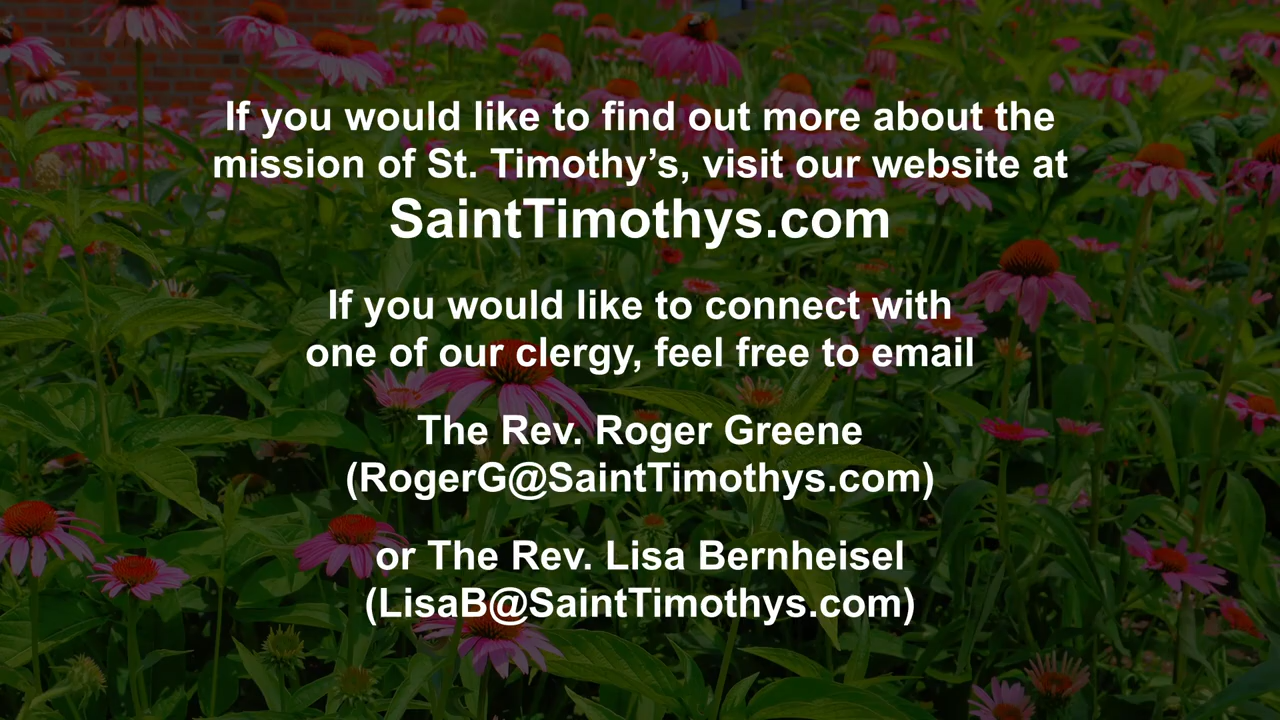 If you would like to find out more about the
mission of St. Timothy’s, visit our website at
SaintTimothys.com
If you would like to connect with
one of our clergy, feel free to email
The Rev. Roger Greene
(RogerG@SaintTimothys.com)
or The Rev. Lisa Bernheisel
(LisaB@SaintTimothys.com)